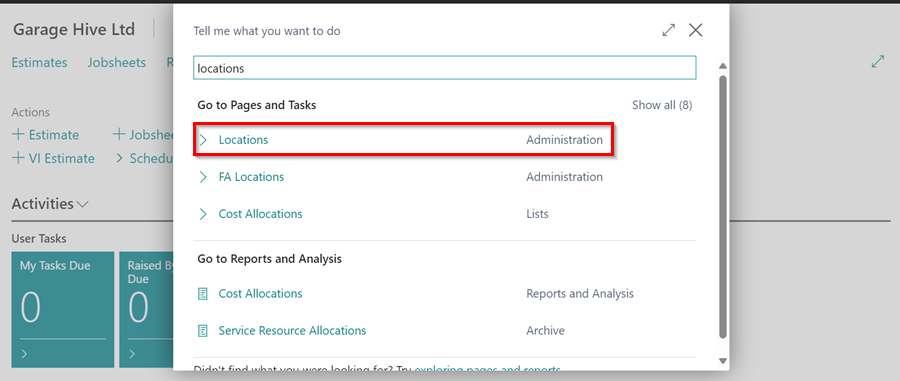 Garage Hive Ltd
Estimates Jobsheets
Actions
+ Estimate + Jobshee
+ VI Estimate > Schedu
Activities
User Tasks
My Tasks Due
0
Raised By
Due
0
Tell me what you want to do
locations
Go to Pages and Tasks Show all (8)
Locations Administration
FA Locations Administration
Cost Allocations Lists
Go to Reports and Analysis
Cost Allocations Reports and Analysis
Service Resource Allocations Archive
Didn't find what you were looking for? Try exploring pages and reports